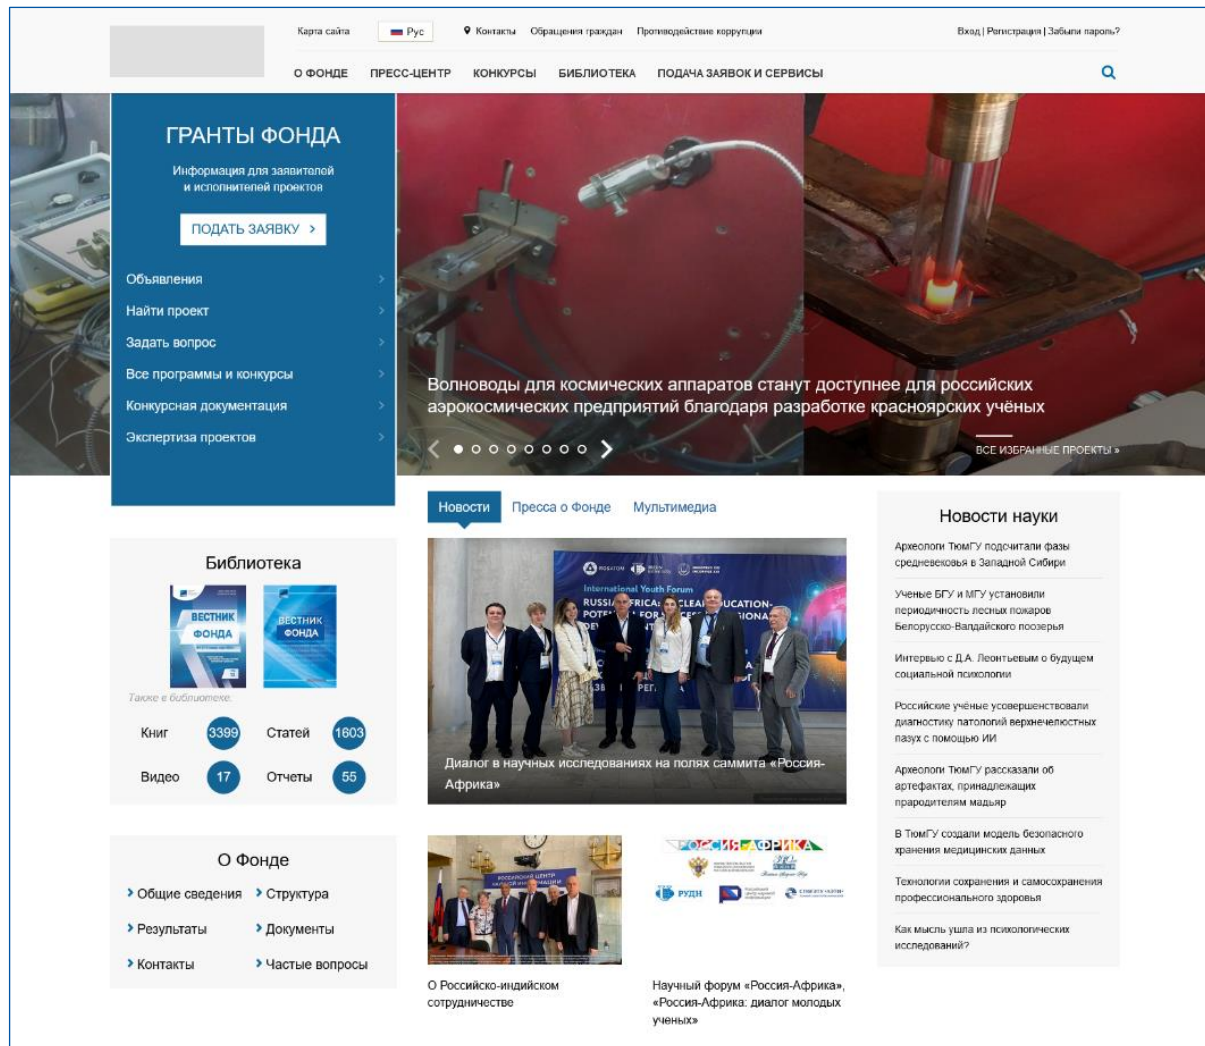 Карта сайта
Рус
Контакты
Обращения граждан
Противодействие коррупции
Вход | Регистрация | Забыли пароль?
О ФОНДЕ
ПРЕСС-ЦЕНТР
КОНКУРСЫ
БИБЛИОТЕКА
ПОДАЧА ЗАЯВОК И СЕРВИСЫ
ГРАНТЫ ФОНДА
Информация для заявителей
и исполнителей проектов
ПОДАТЬ ЗАЯВКУ
Объявления
Найти проект
Задать вопрос
Все программы и конкурсы
Конкурсная документация
Экспертиза проектов
Волноводы для космических аппаратов станут доступнее для российских
аэрокосмических предприятий благодаря разработке красноярских учёных
ВСЕ ИЗБРАННЫЕ ПРОЕКТЫ »
Библиотека
ВЕСТНИК
ФОНДА
ВЕСТНИК
ФОНДА
Также в библиотеке:
Книг 3399 Статей 1603
Видео 17 Отчеты 55
О Фонде
Общие сведения
Структура
Результаты
Документы
Контакты
Частые вопросы
Новости
Пресса о Фонде
Мультимедиа
РОСАТОМ
International Youth Forum
Диалог в научных исследованиях на полях саммита «Россия-
Африка»
РОССИЙСКИЙ ЦЕНТР
НАУЧНОЙ ИНФОРМАЦИИ
О Российско-индийском
сотрудничестве
РОССИЯ-АФРИКА
РУДН
Научный форум «Россия-Африка»,
«Россия-Африка: диалог молодых
ученых»
Новости науки
Археологи ТюмГУ подсчитали фазы
средневековья в Западной Сибири
Ученые БГУ и МГУ установили
периодичность лесных пожаров
Белорусско-Валдайского поозерья
Интервью с Д.А. Леонтьевым о будущем
социальной психологии
Российские учёные усовершенствовали
диагностику патологий верхнечелюстных
пазух с помощью ИИ
Археологи ТюмГУ рассказали об
артефактах, принадлежащих
прародителям мадьяр
В ТюмГУ создали модель безопасного
хранения медицинских данных
Технологии сохранения и самосохранения
профессионального здоровья
Как мысль ушла из психологических
исследований?